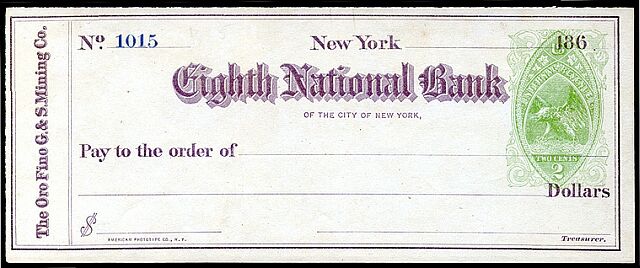 The Oro Fino G. & S. Mining Co.
No. 1015 New York 186
Eighth National Bank
OF THE CITY OF NEW YORK,
Pay to the order of
TWO CENTS
2
Dollars
$
AMERICAN PHOTOTYPE CO., N.Y.
Treasurer.